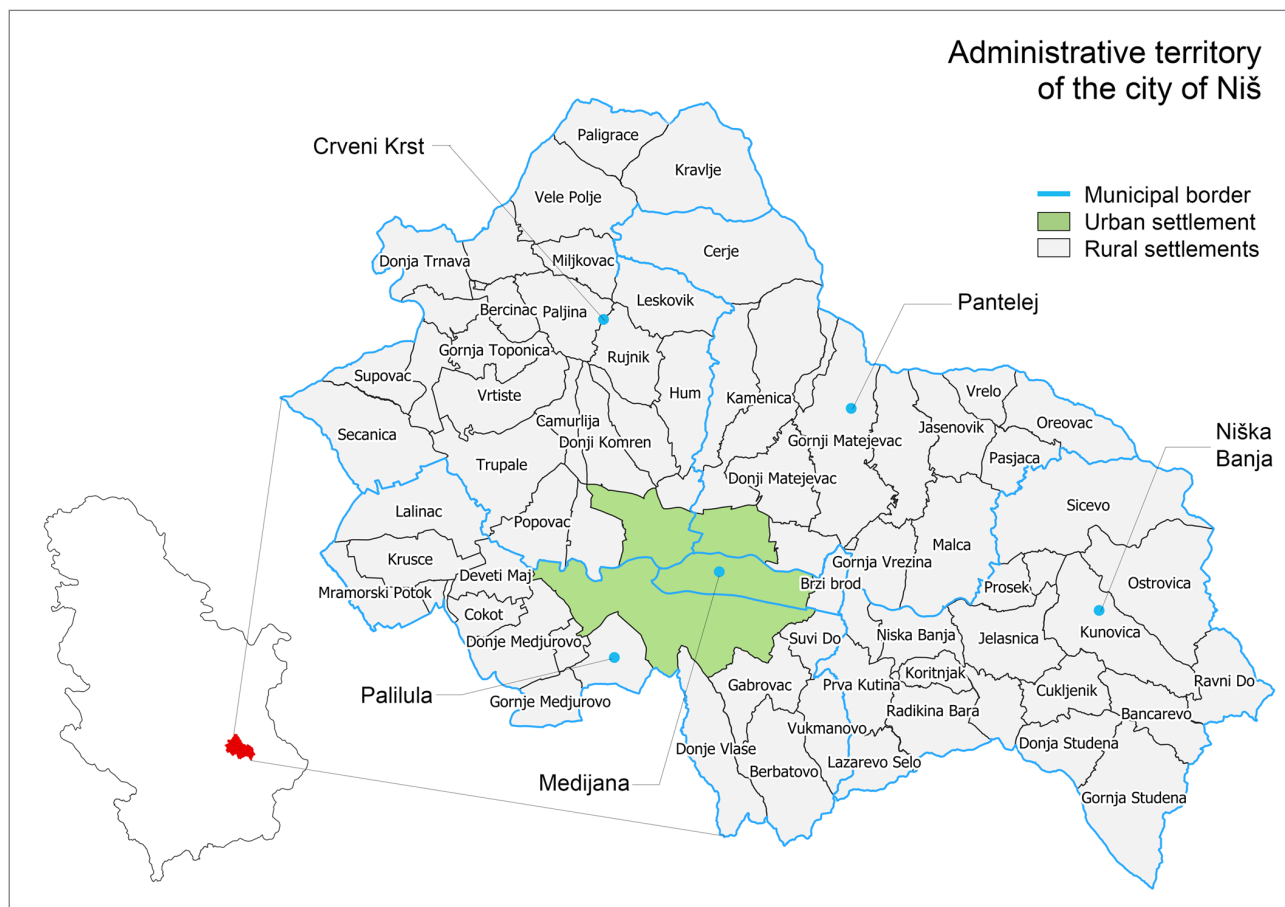 Administrative territory
of the city of Niš
Crveni Krst
Paligrace
Kravlje
Vele Polje
Municipal border
Urban settlement
Rural settlements
Donja Trnava
Miljkovac
Cerje
Leskovik
Pantelej
Bercinac
Paljina
Gornja Toponica
Rujnik
Supovac
Vrtiste
Hum
Kamenica
Vrelo
Oreovac
Niška
Banja
Secanica
Camurlija
Donji Komren
Gornji Matejevac
Jasenovik
Pasjaca
Trupale
Donji Matejevac
Sicevo
Lalinac
Popovac
Malca
Krusce
Deveti Maj
Gornja Vrezina
Brzi brod
Prosek
Ostrovica
Mramorski Potok
Cokot
Donje Medjurovo
Suvi Do
Niska Banja
Jelasnica
Kunovica
Palilula
Gornje Medjurovo
Gabrovac
Prva Kutina
Koritnjak
Cukljenik
Ravni Do
Radikina Bara
Bancarevo
Vukmanovo
Donje Vlase
Donja Studena
Medijana
Berbatovo
Lazarevo Selo
Gornja Studena